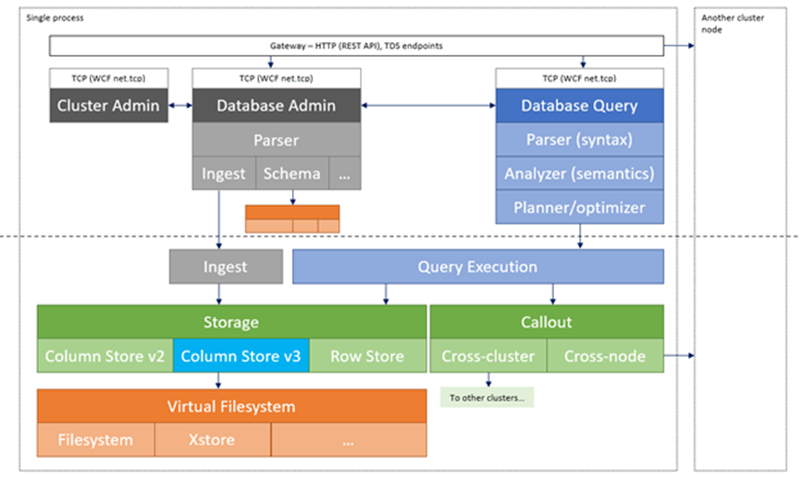 Single process
Another cluster
node
Gateway – HTTP (REST API), TDS endpoints
TCP (WCF net.tcp)
TCP (WCF net.tcp)
TCP (WCF net.tcp)
Cluster Admin
Database Admin
Database Query
Parser
Parser (syntax)
Ingest
Schema
...
Analyzer (semantics)
Planner/optimizer
Ingest
Query Execution
Storage
Callout
Column Store v2
Column Store v3
Row Store
Cross-cluster
Cross-node
To other clusters...
Virtual Filesystem
Filesystem
Xstore
...